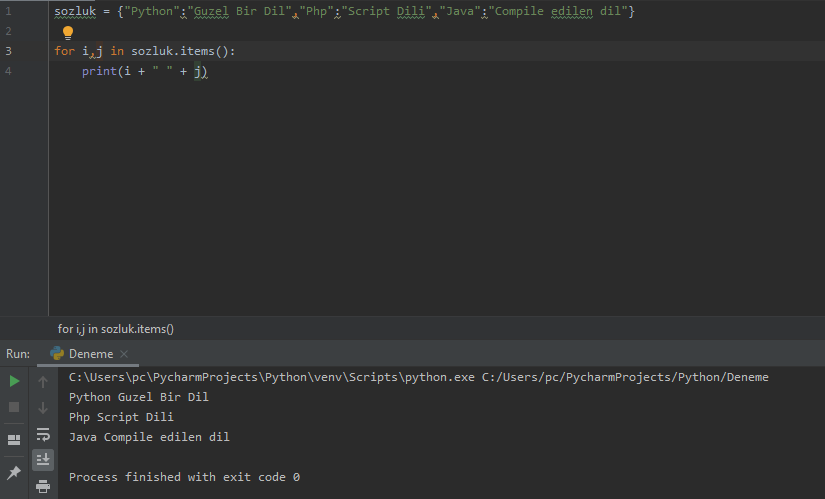 1 sozluk = {"Python":"Guzel Bir Dil","Php":"Script Dili","Java":"Compile edilen dil"}
2
3 for i,j in sozluk.items():
4 print(i + " " + j)
for i,j in sozluk.items()
Run: Deneme
C:\Users\pc\PycharmProjects\Python\venv\Scripts\python.exe C:/Users/pc/PycharmProjects/Python/Deneme
Python Guzel Bir Dil
Php Script Dili
Java Compile edilen dil
Process finished with exit code 0